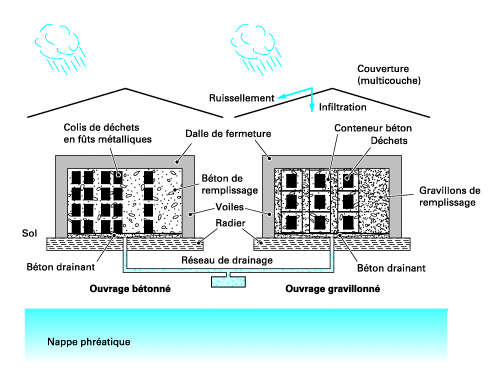 Couverture
(multicouche)
Ruissellement
Infiltration
Colis de déchets
en fûts métalliques
Dalle de fermeture
Conteneur béton
Déchets
Béton de
remplissage
Gravillons de
remplissage
Voiles
Radier
Sol
Béton drainant
Réseau de drainage
Béton drainant
Ouvrage bétonné
Ouvrage gravillonné
Nappe phréatique